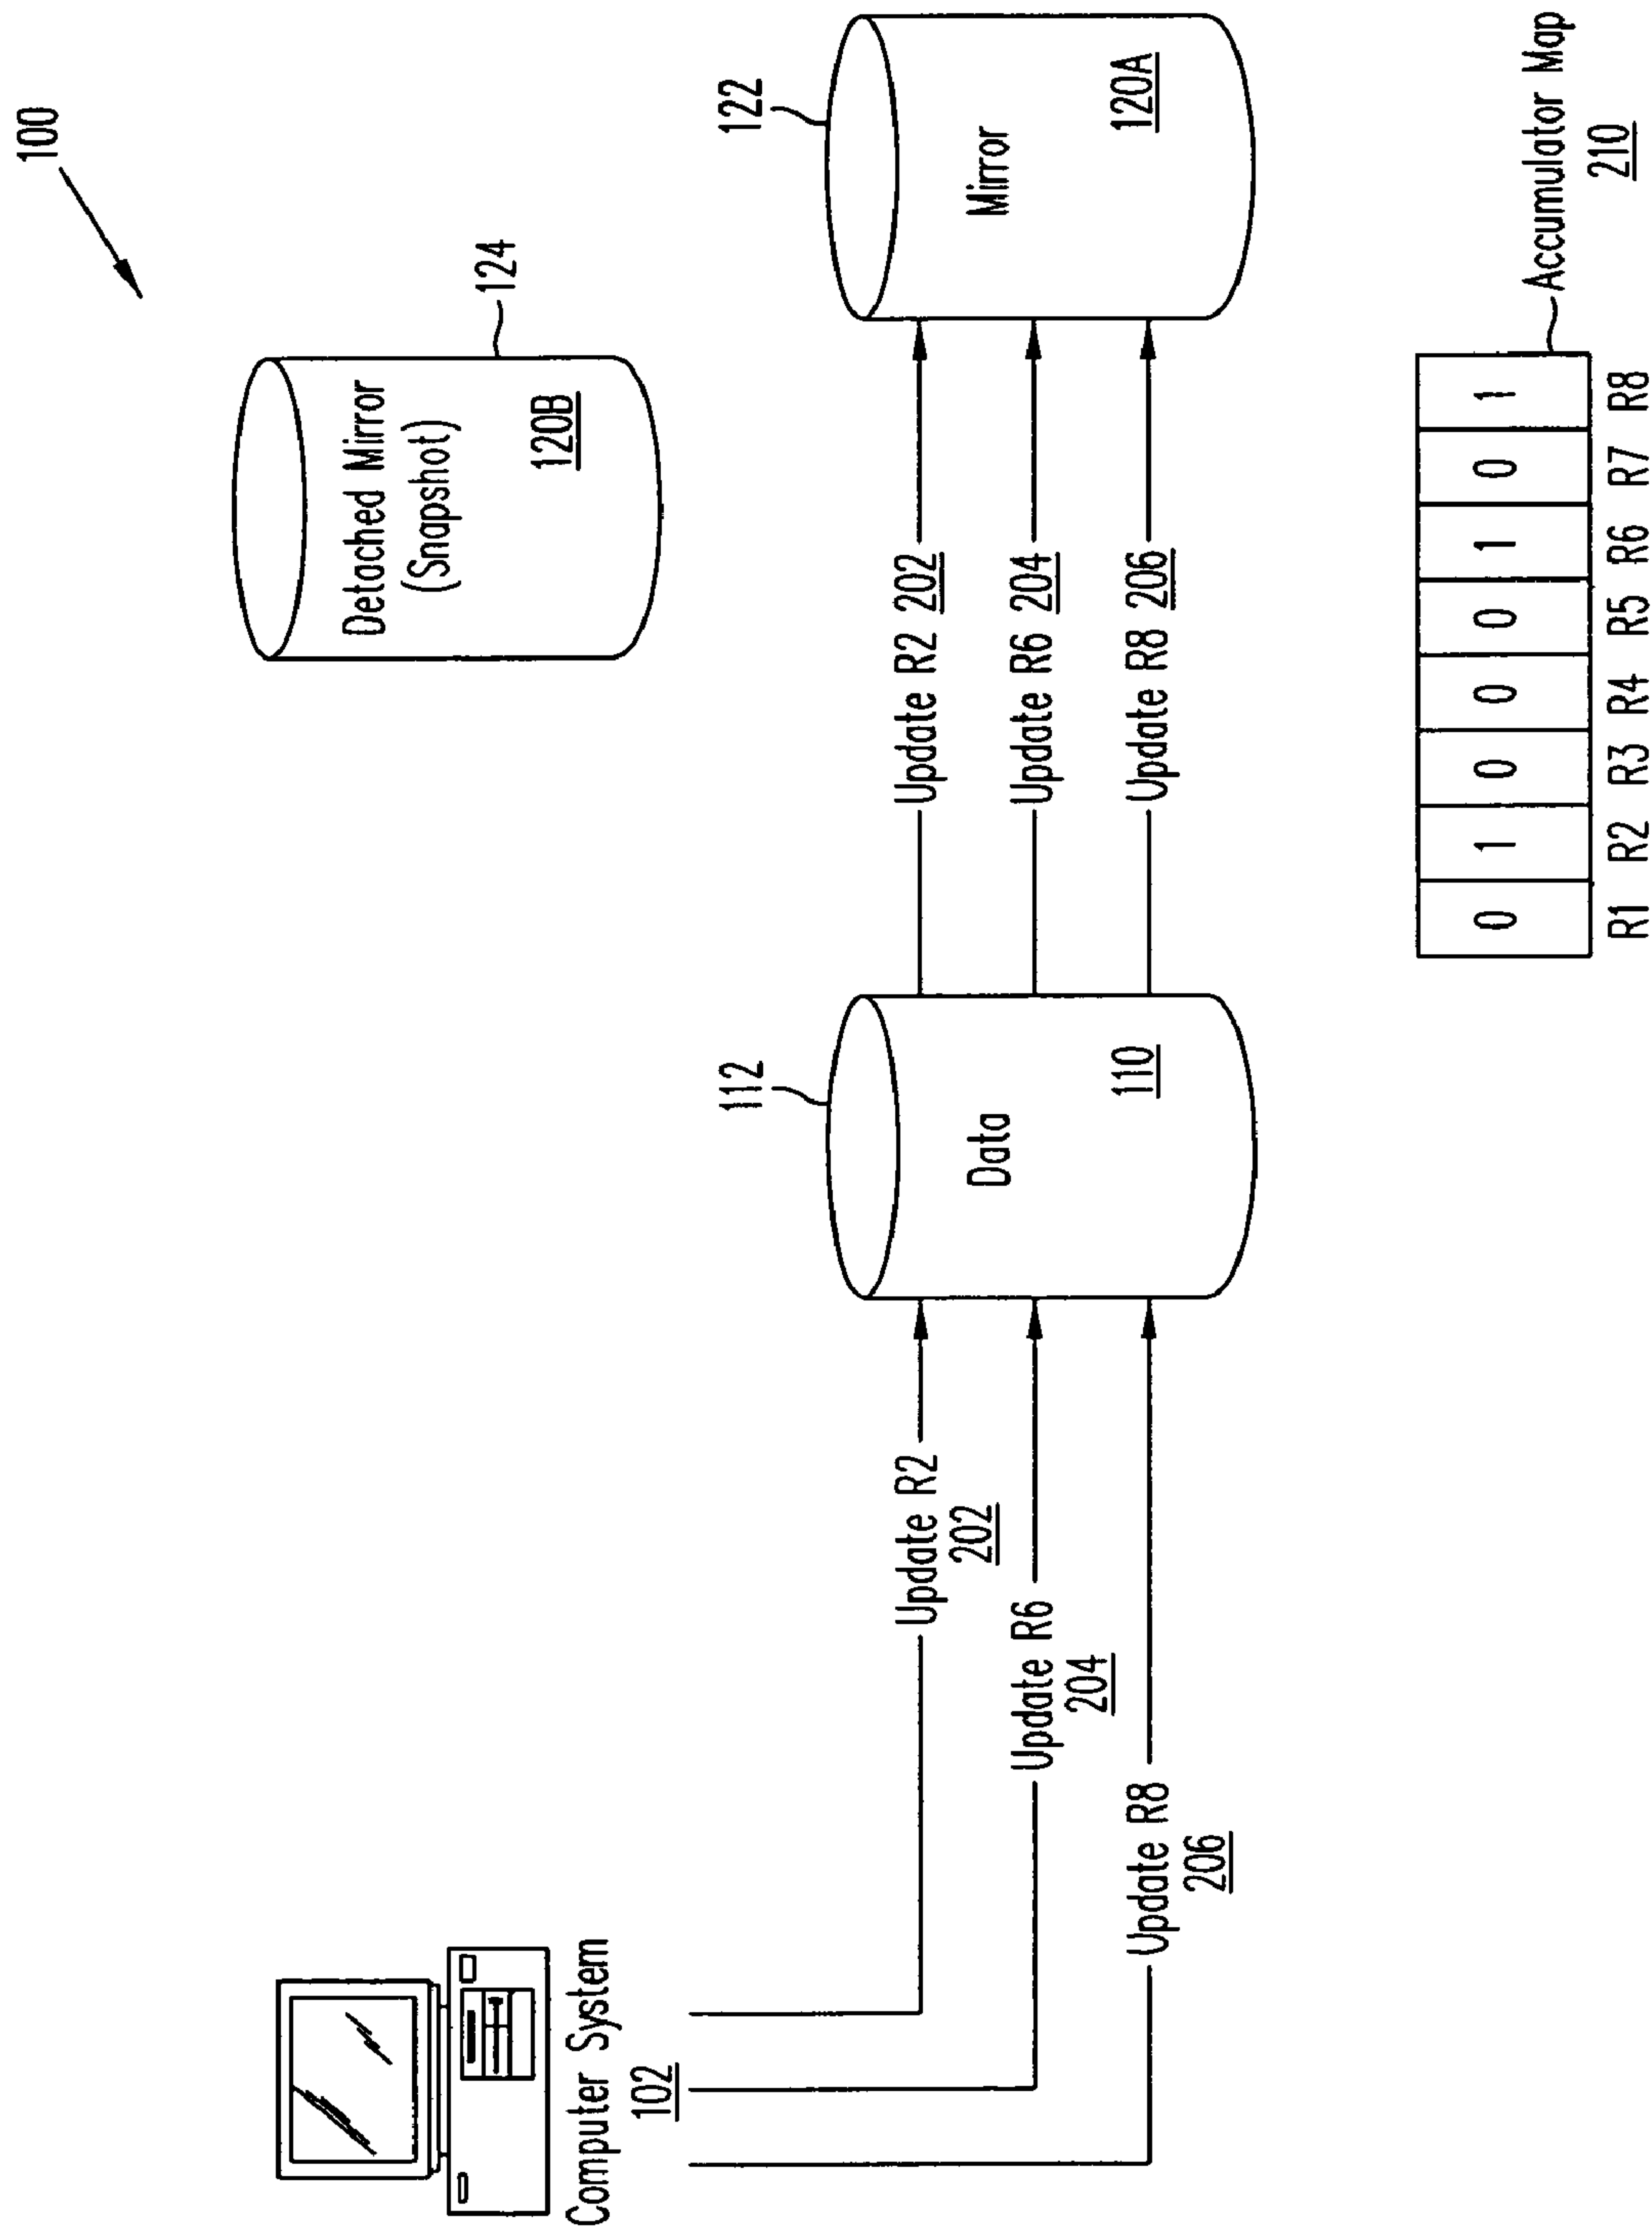 100
Detached Mirror
(Snapshot)
120B
124
Computer System
102
112
Data
110
122
Mirror
120A
Update R2
202
Update R6
204
Update R8
206
Update R2 202
Update R6 204
Update R8 206
0 1 0 0 0 1 0 1
R1 R2 R3 R4 R5 R6 R7 R8
Accumulator Map
210